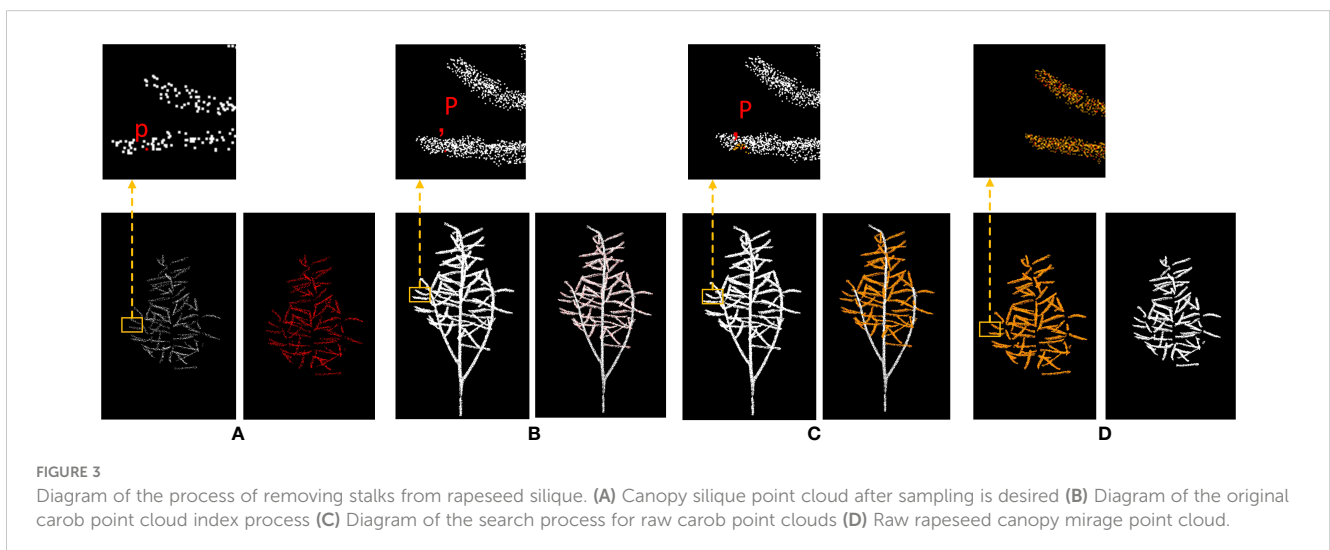 p
P
P
A
B
C
D
FIGURE 3
Diagram of the process of removing stalks from rapeseed silique. (A) Canopy silique point cloud after sampling is desired (B) Diagram of the original
carob point cloud index process (C) Diagram of the search process for raw carob point clouds (D) Raw rapeseed canopy mirage point cloud.